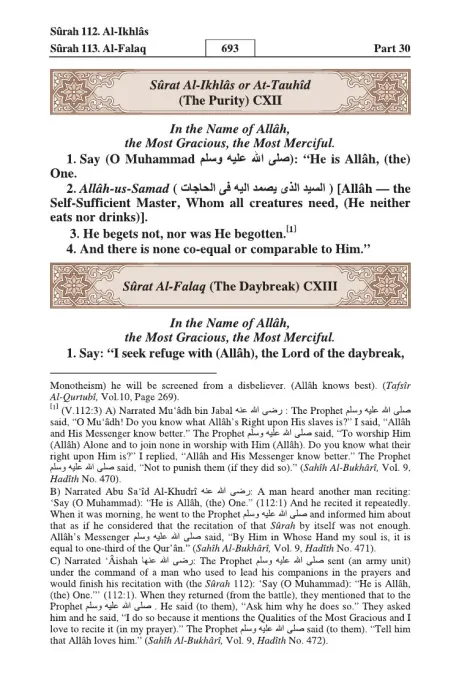 Sûrah 112. Al-Ikhlâs
Sûrah 113. Al-Falaq 693 Part 30
Sûrat Al-Ikhlâs or At-Tauhîd
(The Purity) CXII
In the Name of Allâh,
the Most Gracious, the Most Merciful.
1. Say (O Muhammad صلى الله عليه وسلم): “He is Allâh, (the)
One.
2. Allâh-us-Samad ( السيد الذى يصمد اليه فى الحاجات ) [Allâh — the
Self-Sufficient Master, Whom all creatures need, (He neither
eats nor drinks)].
3. He begets not, nor was He begotten.[1]
4. And there is none co-equal or comparable to Him.”
Sûrat Al-Falaq (The Daybreak) CXIII
In the Name of Allâh,
the Most Gracious, the Most Merciful.
1. Say: “I seek refuge with (Allâh), the Lord of the daybreak,
Monotheism) he will be screened from a disbeliever. (Allâh knows best). (Tafsîr
Al-Qurtubî, Vol.10, Page 269).
[1] (V.112:3) A) Narrated Mu‘âdh bin Jabal رضى الله عنه : The Prophet صلى الله عليه وسلم
said, “O Mu‘âdh! Do you know what Allâh’s Right upon His slaves is?” I said, “Allâh
and His Messenger know better.” The Prophet صلى الله عليه وسلم said, “To worship Him
(Allâh) Alone and to join none in worship with Him (Allâh). Do you know what their
right upon Him is?” I replied, “Allâh and His Messenger know better.” The Prophet
صلى الله عليه وسلم said, “Not to punish them (if they did so).” (Sahîh Al-Bukhârî, Vol. 9,
Hadîth No. 470).
B) Narrated Abu Sa‘îd Al-Khudrî رضى الله عنه: A man heard another man reciting:
‘Say (O Muhammad): “He is Allâh, (the) One.” (112:1) And he recited it repeatedly.
When it was morning, he went to the Prophet صلى الله عليه وسلم and informed him about
that as if he considered that the recitation of that Sûrah by itself was not enough.
Allâh’s Messenger صلى الله عليه وسلم said, “By Him in Whose Hand my soul is, it is
equal to one-third of the Qur’ân.” (Sahîh Al-Bukhârî, Vol. 9, Hadîth No. 471).
C) Narrated ‘Âishah رضى الله عنها: The Prophet صلى الله عليه وسلم sent (an army unit)
under the command of a man who used to lead his companions in the prayers and
would finish his recitation with (the Sûrah 112): ‘Say (O Muhammad): “He is Allâh,
(the) One.”’ (112:1). When they returned (from the battle), they mentioned that to the
Prophet صلى الله عليه وسلم . He said (to them), “Ask him why he does so.” They asked
him and he said, “I do so because it mentions the Qualities of the Most Gracious and I
love to recite it (in my prayer).” The Prophet صلى الله عليه وسلم said (to them). “Tell him
that Allâh loves him.” (Sahîh Al-Bukhârî, Vol. 9, Hadîth No. 472).